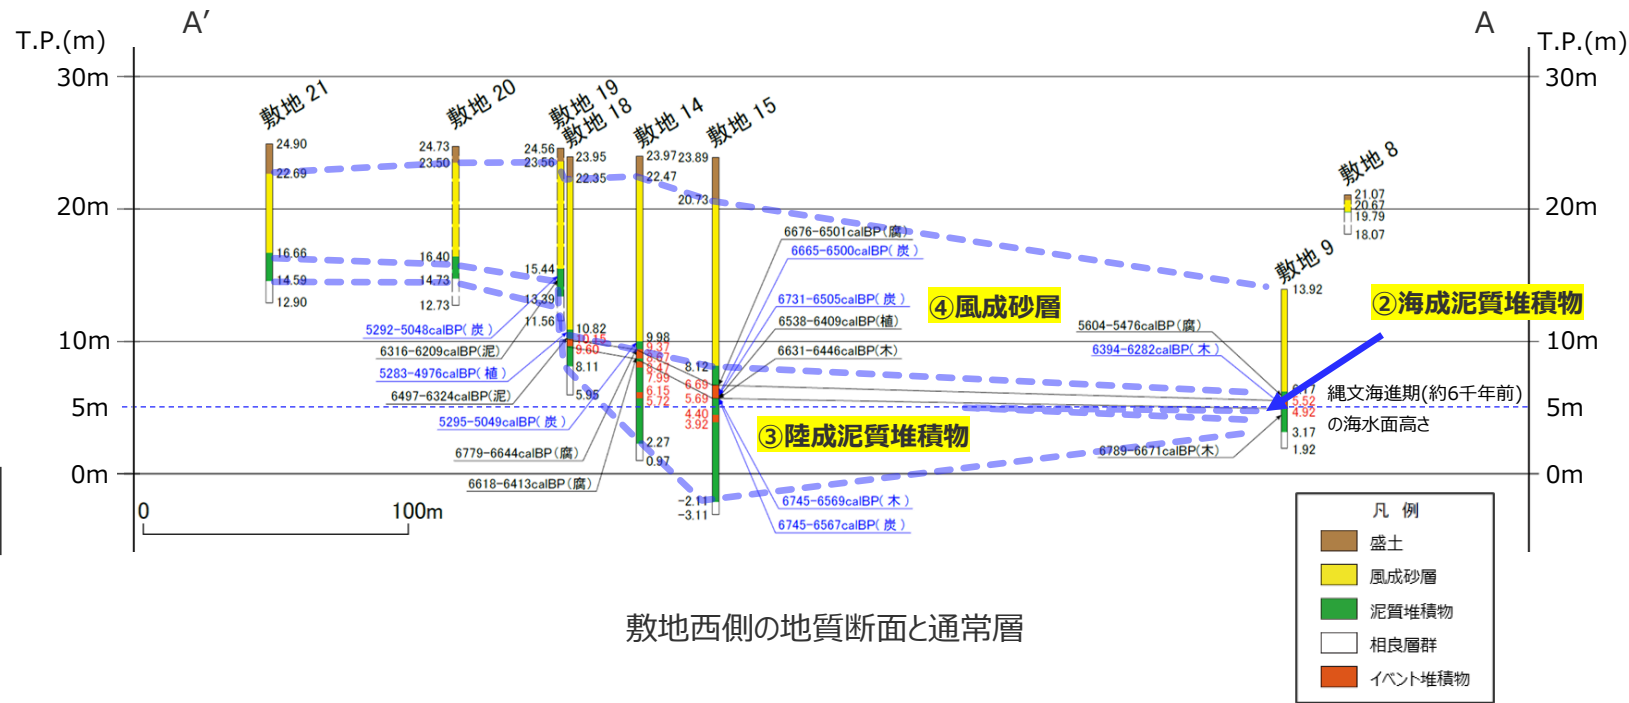 A′
A
T.P.(m)
T.P.(m)
30m
30m
敷地 21
敷地 20
敷地 19
敷地 18
敷地 14
敷地 15
敷地 8
敷地 9
24.90
22.69
16.66
14.59
12.90
24.73
23.50
16.40
14.73
12.73
24.56
23.56
15.44
13.39
11.56
23.95
22.35
10.82
10.15
9.60
8.11
5.95
23.97
22.47
9.98
9.37
8.67
8.47
7.99
6.15
5.72
2.27
0.97
23.89
20.73
8.12
6.69
5.69
4.40
3.92
-2.11
-3.11
21.07
20.67
19.79
18.07
13.92
5.52
4.92
3.17
1.92
20m
20m
6676-6501calBP(腐)
6665-6500calBP( 炭 )
6731-6505calBP( 炭 )
6538-6409calBP(植)
6631-6446calBP(木)
④風成砂層
②海成泥質堆積物
5604-5476calBP(腐)
6394-6282calBP( 木 )
10m
10m
5292-5048calBP( 炭 )
6316-6209calBP(泥)
5283-4976calBP( 植 )
6497-6324calBP(泥)
5295-5049calBP( 炭 )
6779-6644calBP(腐)
6618-6413calBP(腐)
縄文海進期(約6千年前)
の海水面高さ
5m
5m
③陸成泥質堆積物
6789-6671calBP(木)
6745-6569calBP( 木 )
6745-6567calBP( 炭 )
0m
0m
0
100m
凡 例
盛土
風成砂層
泥質堆積物
相良層群
イベント堆積物
敷地西側の地質断面と通常層